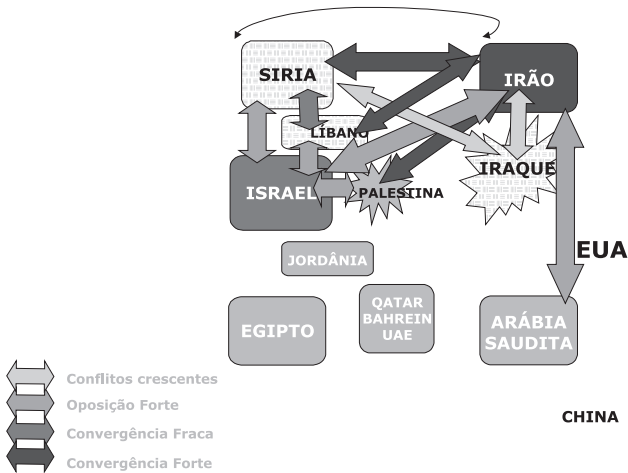 SIRIA
IRÃO
LÍBANO
IRAQUE
ISRAEL
PALESTINA
EUA
JORDÂNIA
EGIPTO
QATAR
BAHREIN
UAE
ARÁBIA
SAUDITA
Conflitos crescentes
Oposição Forte
Convergência Fraca
Convergência Forte
CHINA